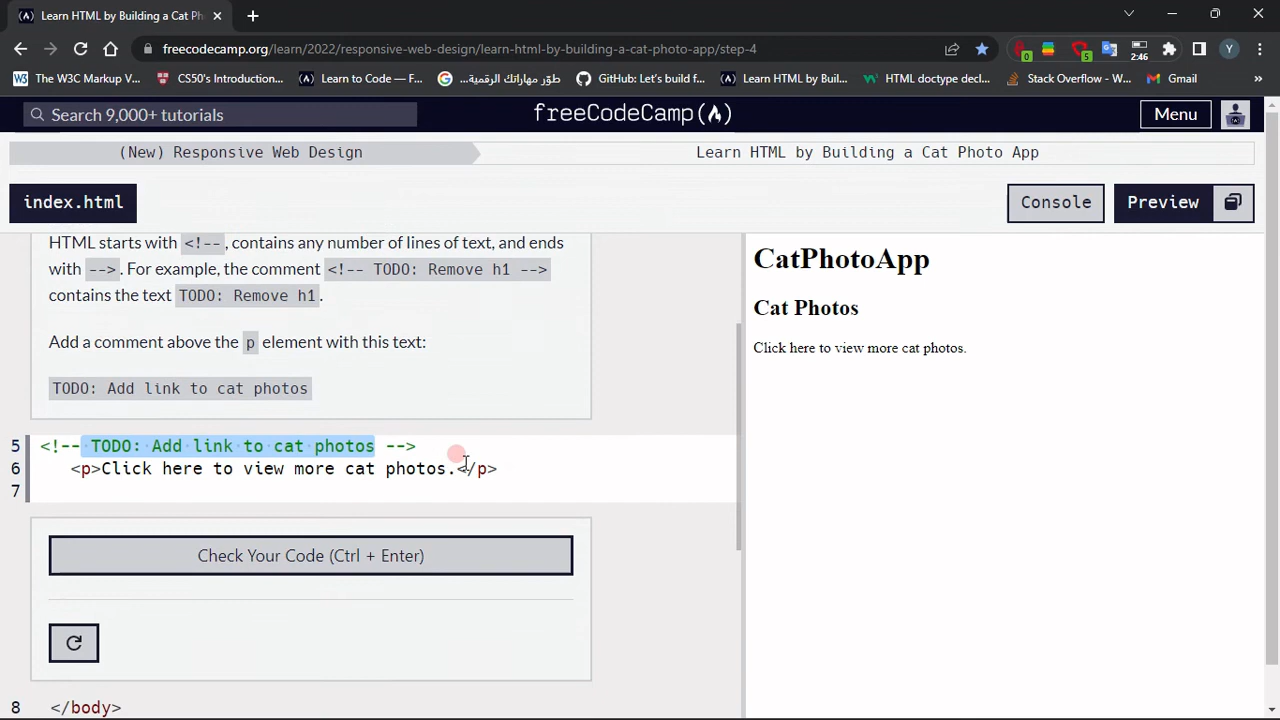 Learn HTML by Building a Cat Ph
freecodecamp.org/learn/2022/responsive-web-design/learn-html-by-building-a-cat-photo-app/step-4
0
5
2:46
Y
The W3C Markup V...
CS50's Introduction...
Learn to Code — F...
طوّر مهاراتك الرقمية...
GitHub: Let's build f...
Learn HTML by Buil...
HTML doctype decl...
Stack Overflow - W...
Gmail
»
Search 9,000+ tutorials
freeCodeCamp
Menu
(New) Responsive Web Design
Learn HTML by Building a Cat Photo App
index.html
Console
Preview
HTML starts with <!--, contains any number of lines of text, and ends
with -->. For example, the comment <!-- TODO: Remove h1 -->
contains the text TODO: Remove h1.
Add a comment above the p element with this text:
TODO: Add link to cat photos
5 <!-- TODO: Add link to cat photos -->
6 <p>Click here to view more cat photos.</p>
7
Check Your Code (Ctrl + Enter)
8 </body>
CatPhotoApp
Cat Photos
Click here to view more cat photos.